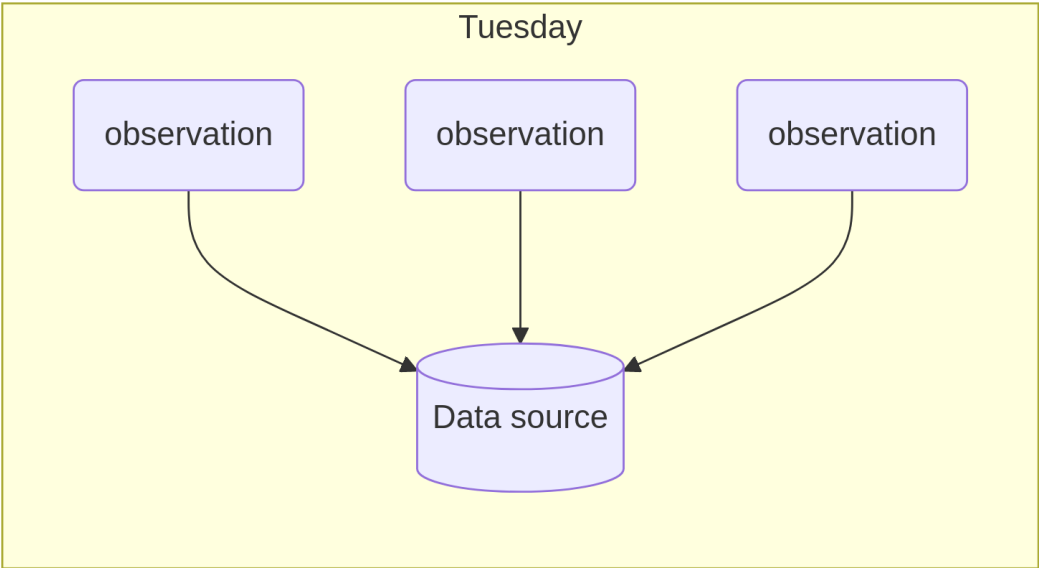 Tuesday
observation
observation
observation
Data source